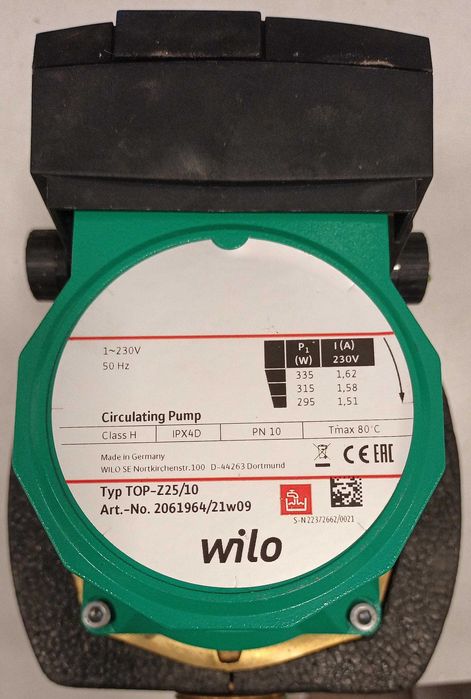 1~230V
50 Hz
P1 (W) I (A) 230V
335 1,62
315 1,58
295 1,51
Circulating Pump
Class H IPX4D PN 10 Tmax 80°C
Made in Germany
WILO SE Nortkirchenstr.100 D-44263 Dortmund
CE EAC
Typ TOP-Z25/10
Art.-No. 2061964/21w09
S-N 22372662/0021
wilo